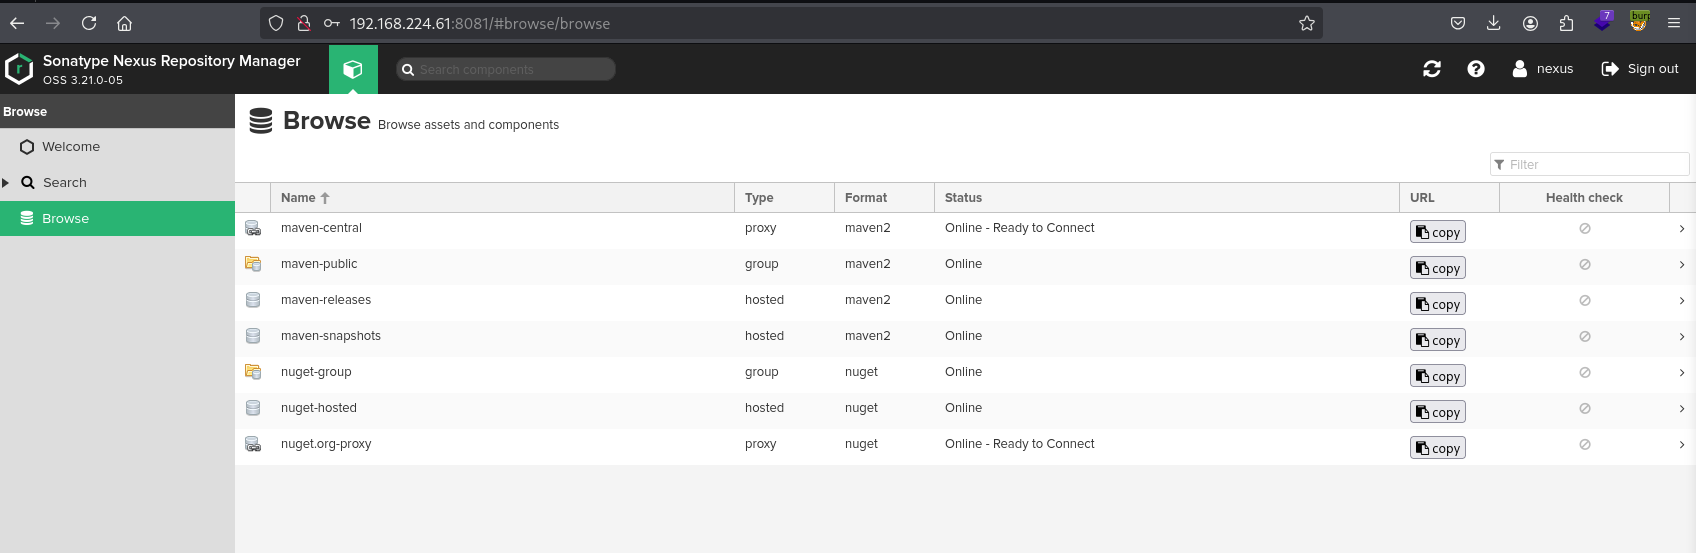 192.168.224.61:8081/#browse/browse
7
burp
Sonatype Nexus Repository Manager
OSS 3.21.0-05
Search components
nexus
Sign out
Browse
Welcome
Search
Browse
Browse Browse assets and components
Filter
Name Type Format Status URL Health check
maven-central proxy maven2 Online - Ready to Connect copy
maven-public group maven2 Online copy
maven-releases hosted maven2 Online copy
maven-snapshots hosted maven2 Online copy
nuget-group group nuget Online copy
nuget-hosted hosted nuget Online copy
nuget.org-proxy proxy nuget Online - Ready to Connect copy